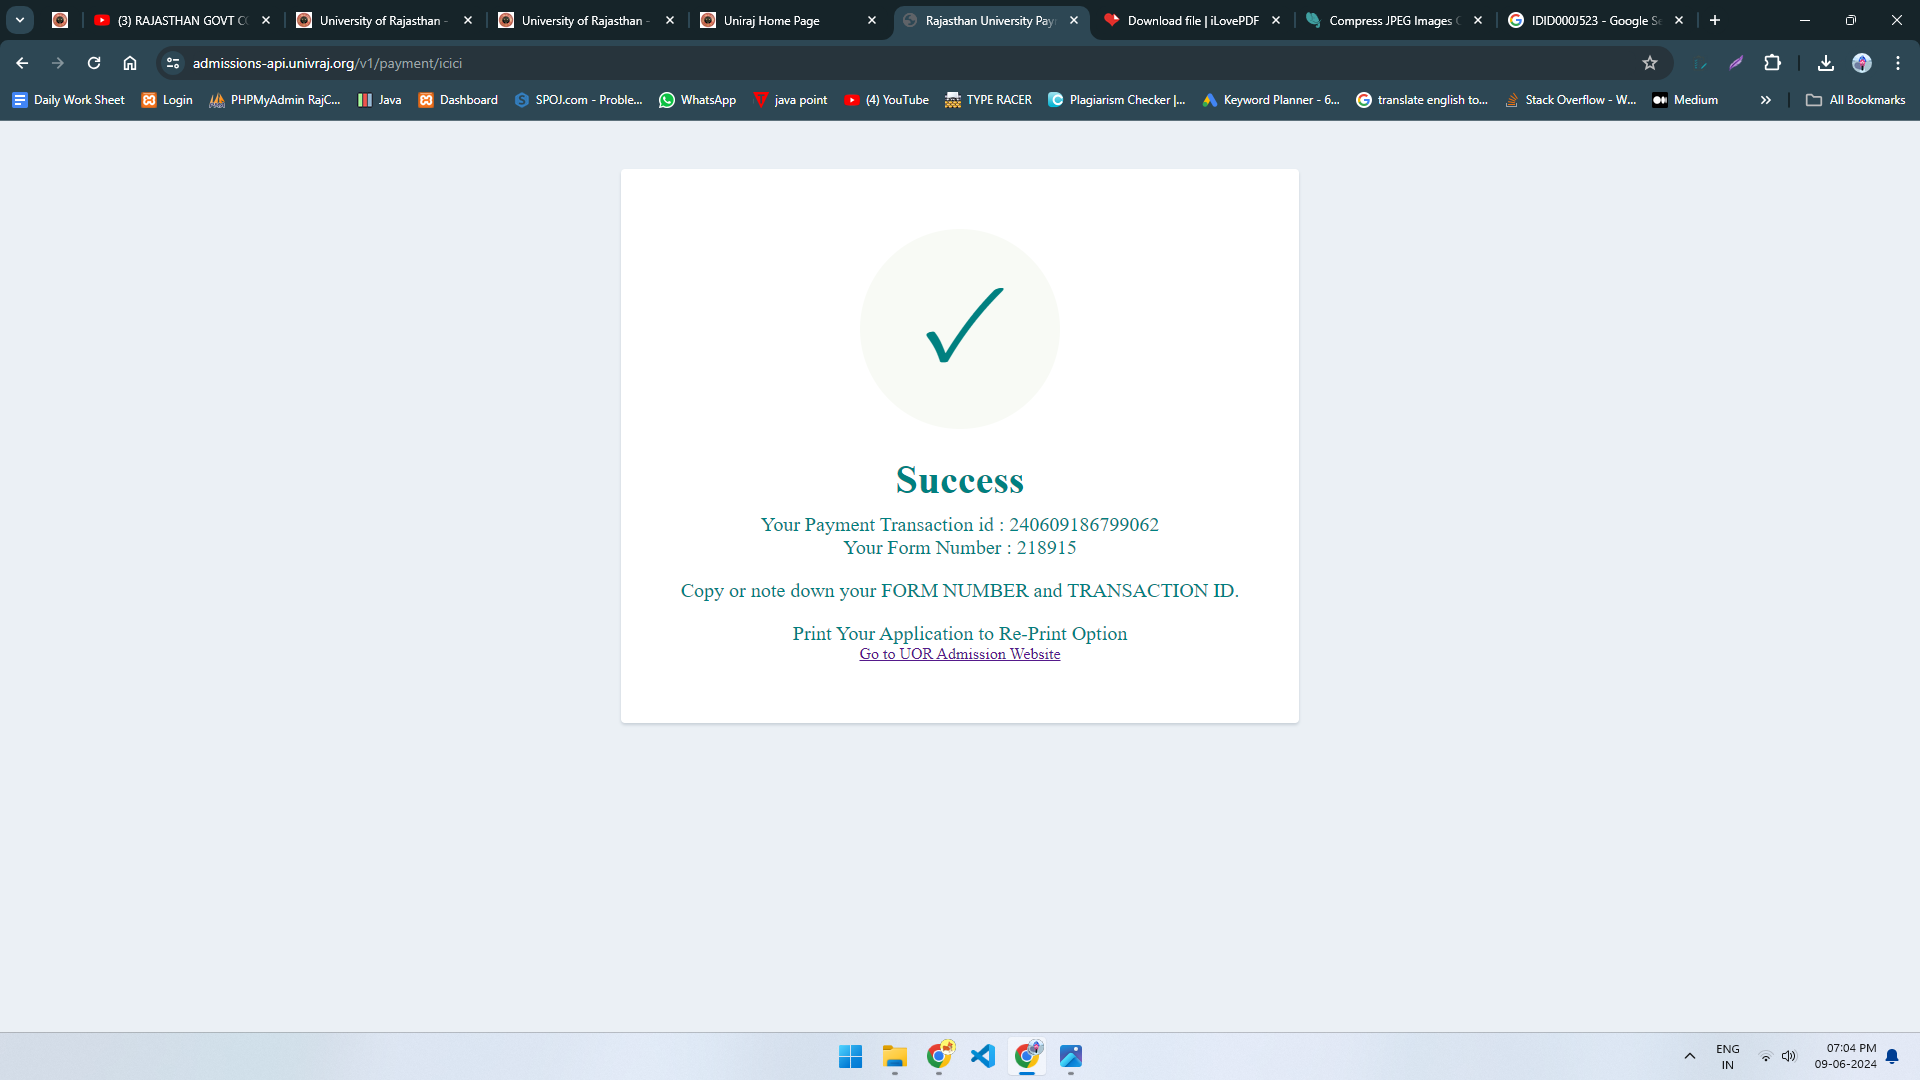 (3) RAJASTHAN GOVT CO
University of Rajasthan -
University of Rajasthan -
Uniraj Home Page
Rajasthan University Payr
Download file | iLovePDF
Compress JPEG Images O
IDID000J523 - Google Se
admissions-api.univraj.org/v1/payment/icici
Daily Work Sheet
Login
PHPMyAdmin RajC...
Java
Dashboard
SPOJ.com - Proble...
WhatsApp
java point
(4) YouTube
TYPE RACER
Plagiarism Checker |...
Keyword Planner - 6...
translate english to...
Stack Overflow - W...
Medium
All Bookmarks
Success
Your Payment Transaction id : 240609186799062
Your Form Number : 218915
Copy or note down your FORM NUMBER and TRANSACTION ID.
Print Your Application to Re-Print Option
Go to UOR Admission Website
ENG
IN
07:04 PM
09-06-2024